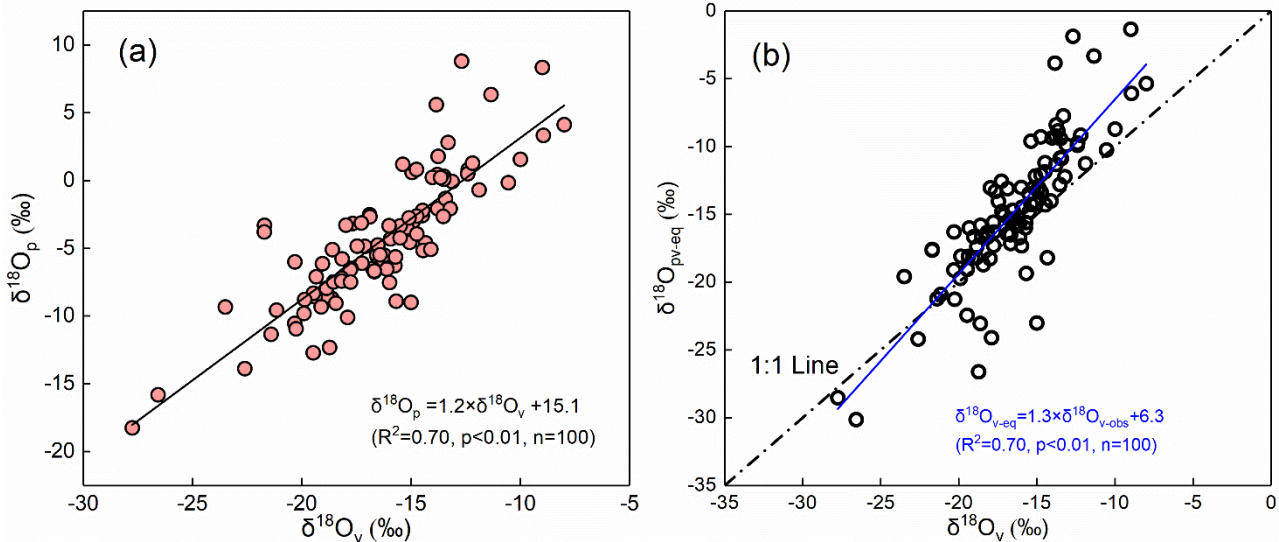 (a)
10
5
0
-5
-10
-15
-20
δ¹⁸Oₚ (‰)
δ¹⁸Oₚ =1.2×δ¹⁸Oᵥ +15.1
(R²=0.70, p<0.01, n=100)
-30 -25 -20 -15 -10 -5
δ¹⁸Oᵥ (‰)
(b)
0
-5
-10
-15
-20
-25
-30
-35
δ¹⁸Opv-eq (‰)
1:1 Line
δ¹⁸Ov-eq=1.3×δ¹⁸Ov-obs+6.3
(R²=0.70, p<0.01, n=100)
-35 -30 -25 -20 -15 -10 -5 0
δ¹⁸Oᵥ (‰)